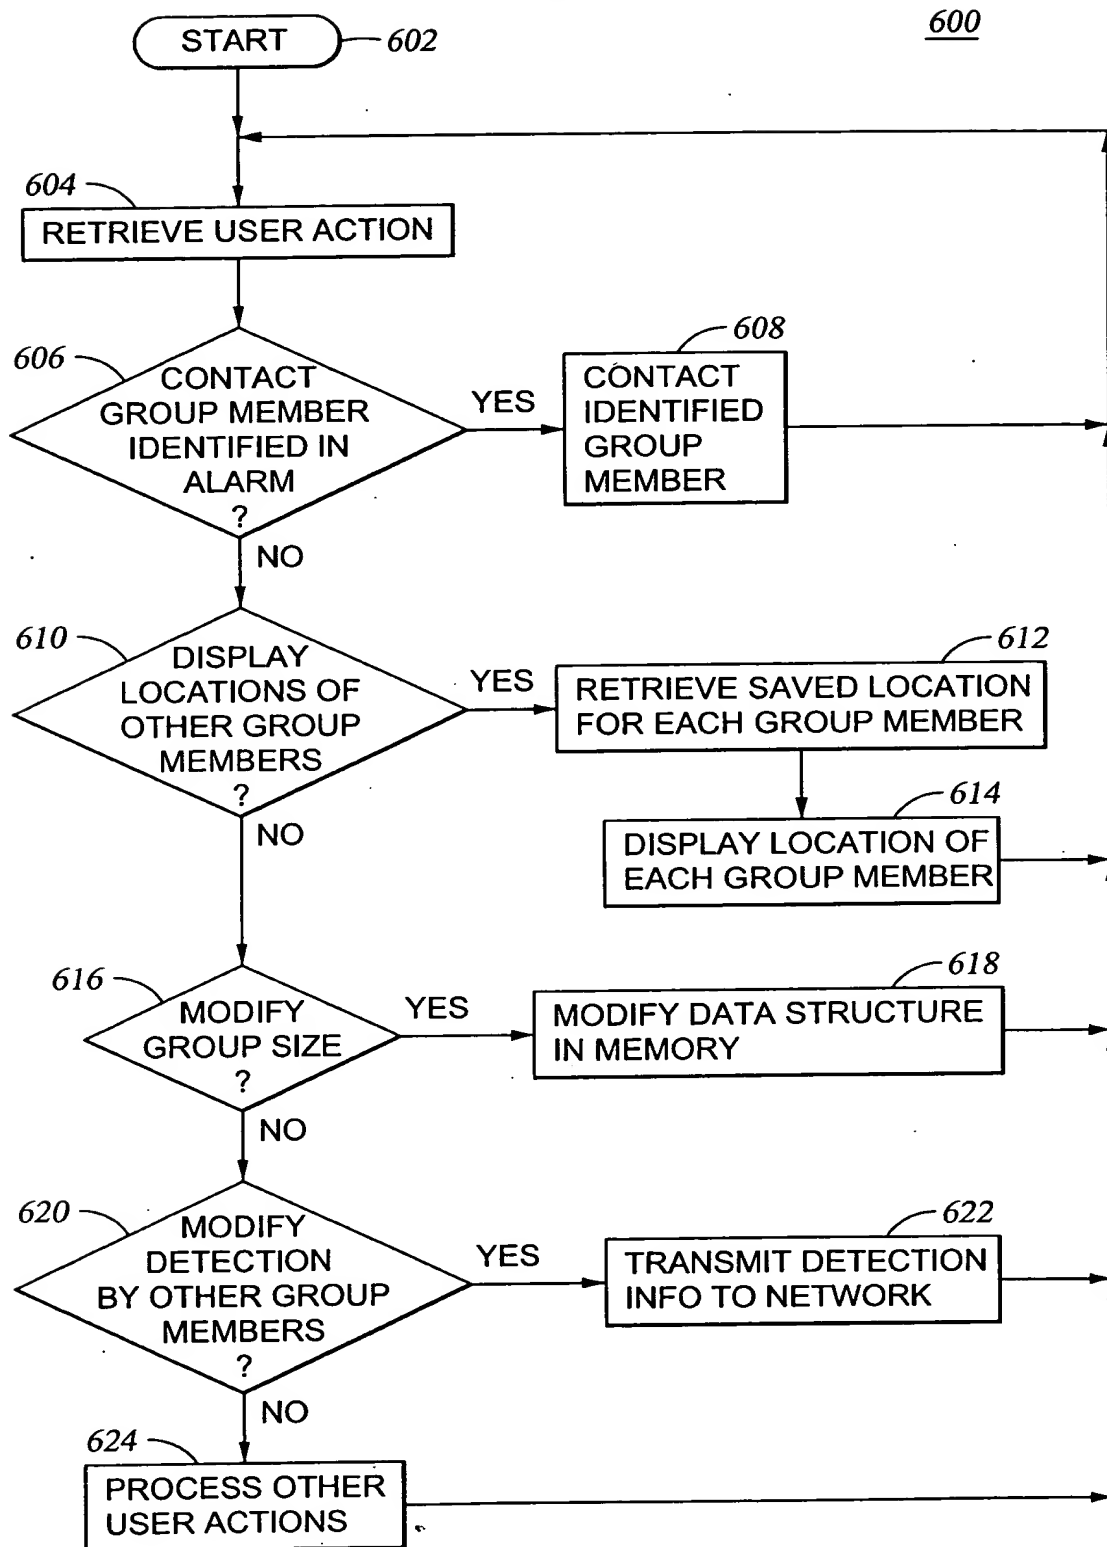 START
602
600
604
RETRIEVE USER ACTION
606
CONTACT
GROUP MEMBER
IDENTIFIED IN
ALARM
?
YES
608
CONTACT
IDENTIFIED
GROUP
MEMBER
NO
610
DISPLAY
LOCATIONS OF
OTHER GROUP
MEMBERS
?
YES
612
RETRIEVE SAVED LOCATION
FOR EACH GROUP MEMBER
614
DISPLAY LOCATION OF
EACH GROUP MEMBER
NO
616
MODIFY
GROUP SIZE
?
YES
618
MODIFY DATA STRUCTURE
IN MEMORY
NO
620
MODIFY
DETECTION
BY OTHER GROUP
MEMBERS
?
YES
622
TRANSMIT DETECTION
INFO TO NETWORK
NO
624
PROCESS OTHER
USER ACTIONS